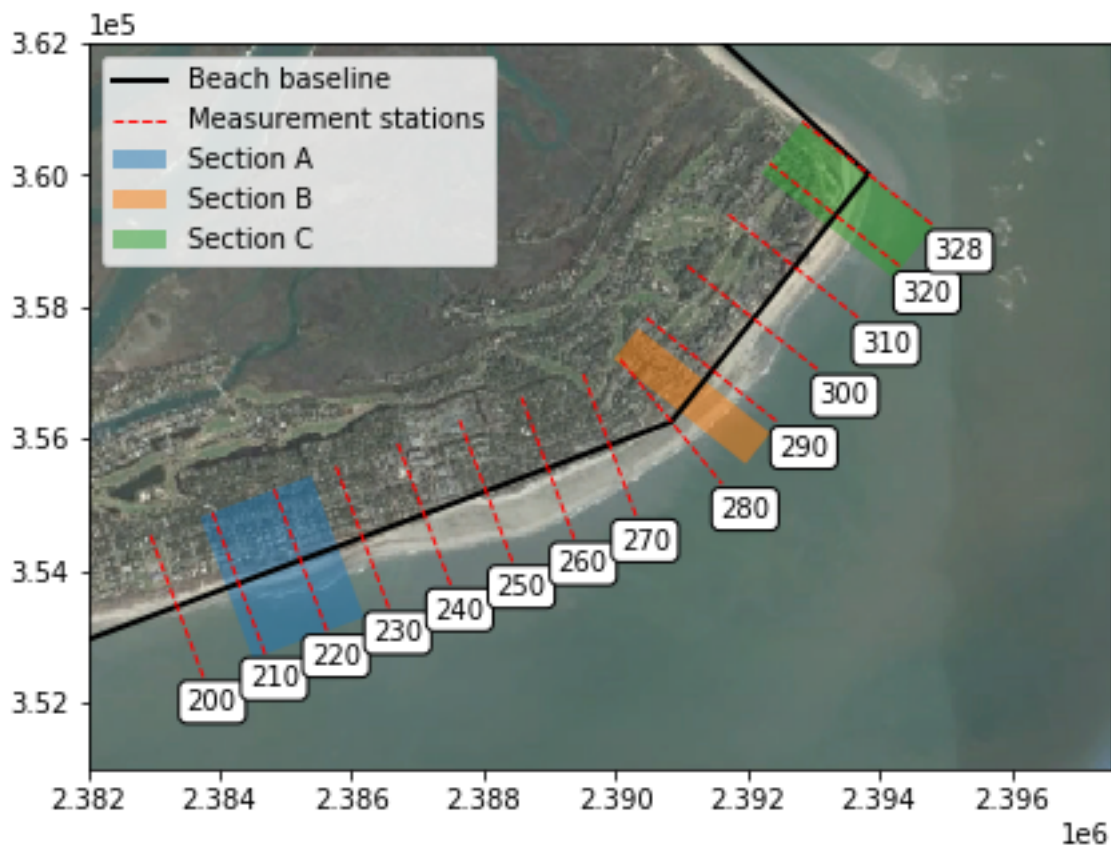 1e5
3.62
Beach baseline
Measurement stations
Section A
Section B
Section C
3.60
3.58
3.56
3.54
3.52
328
320
310
300
290
280
270
260
250
240
230
220
210
200
2.382 2.384 2.386 2.388 2.390 2.392 2.394 2.396
1e6